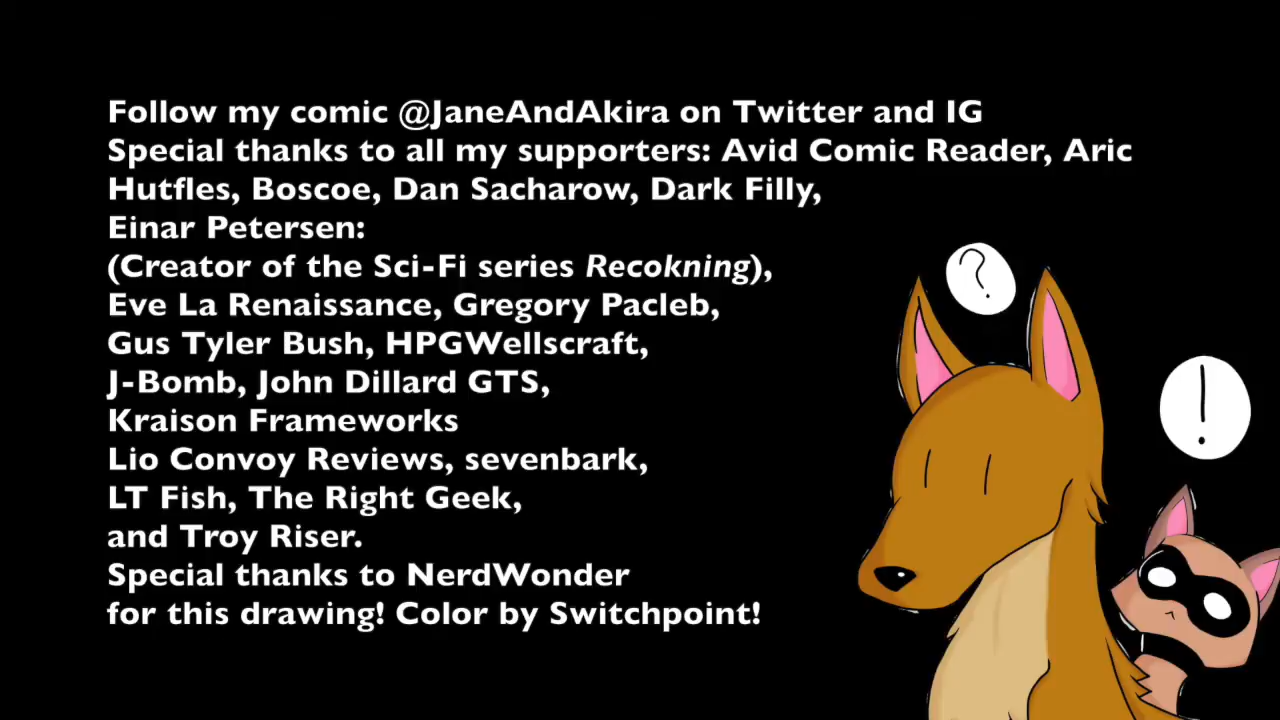 Follow my comic @JaneAndAkira on Twitter and IG
Special thanks to all my supporters: Avid Comic Reader, Aric
Hutfles, Boscoe, Dan Sacharow, Dark Filly,
Einar Petersen:
(Creator of the Sci-Fi series Recokning),
Eve La Renaissance, Gregory Pacleb,
Gus Tyler Bush, HPGWellscraft,
J-Bomb, John Dillard GTS,
Kraison Frameworks
Lio Convoy Reviews, sevenbark,
LT Fish, The Right Geek,
and Troy Riser.
Special thanks to NerdWonder
for this drawing! Color by Switchpoint!
?
!